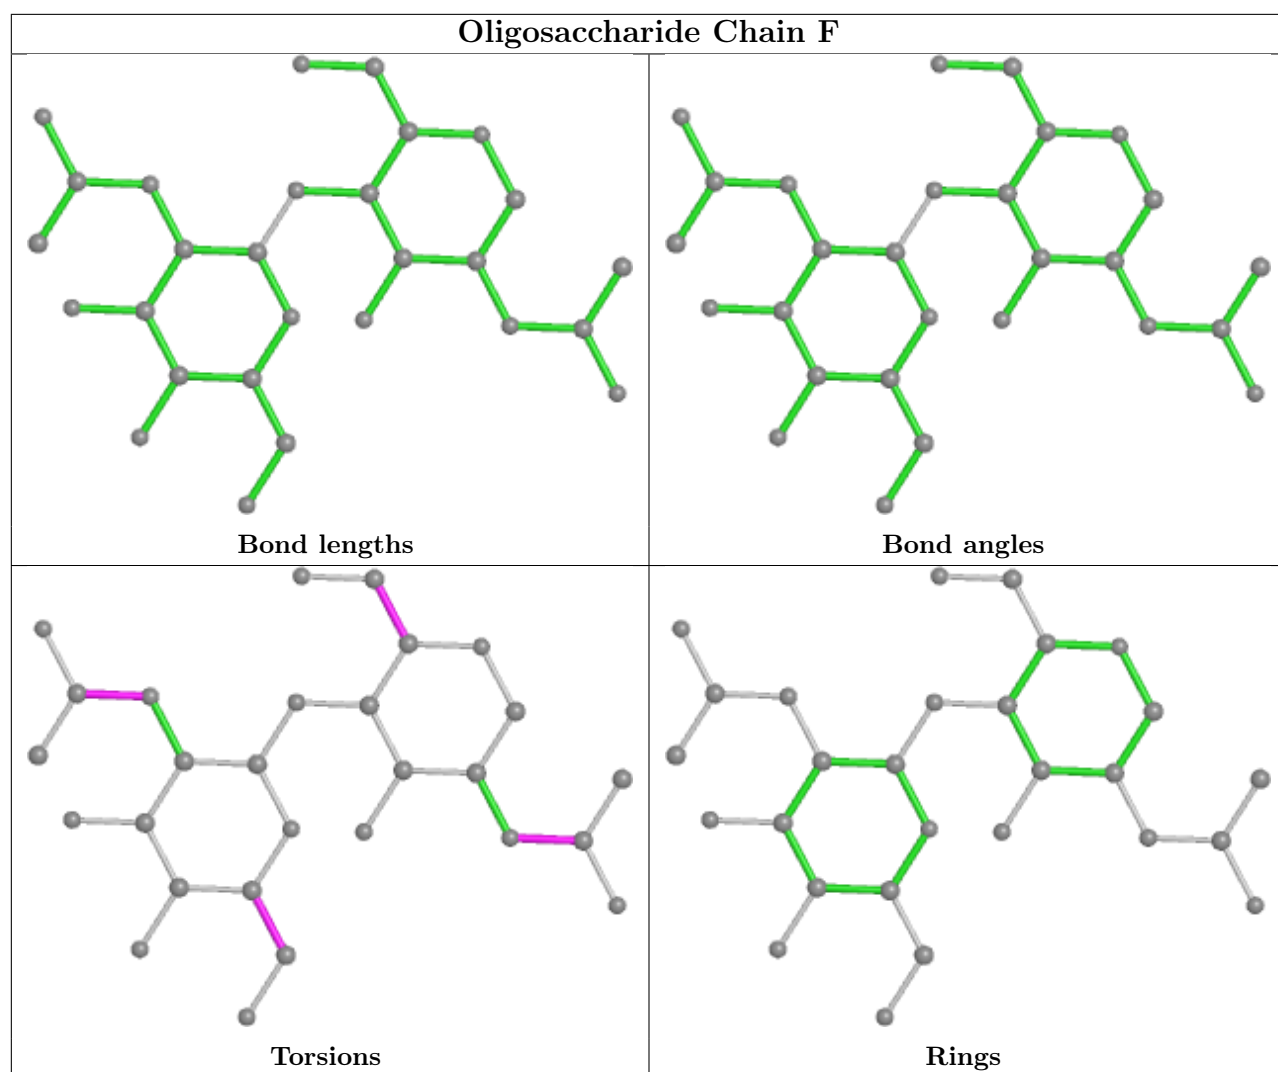 Oligosaccharide Chain F
Bond lengths
Bond angles
Torsions
Rings